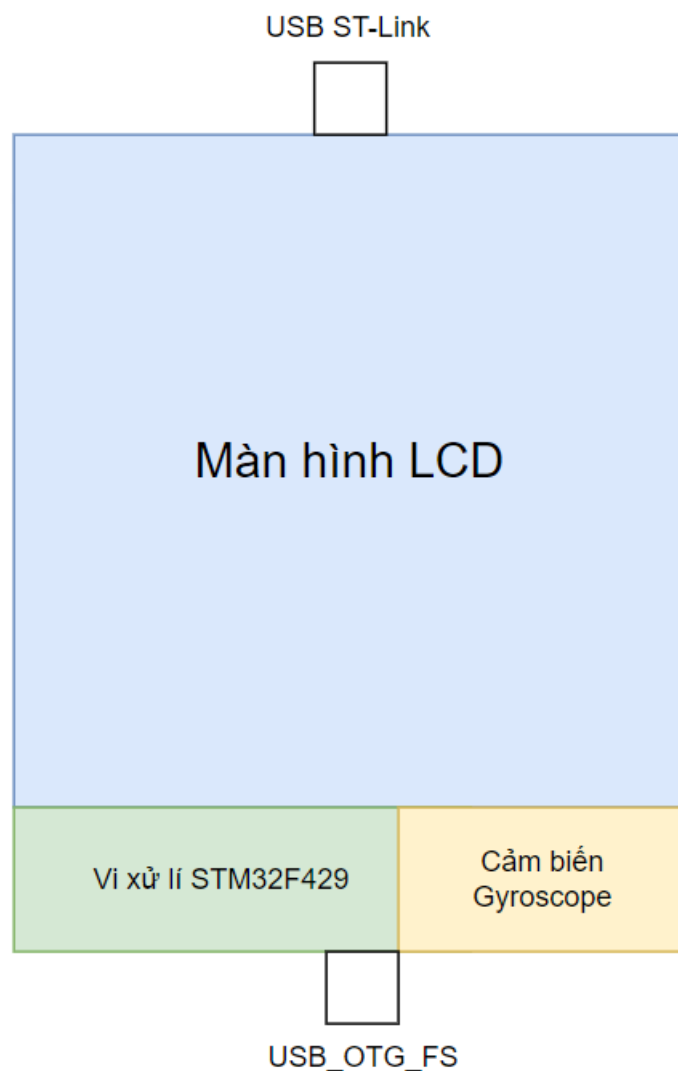 USB ST-Link
Màn hình LCD
Vi xử lí STM32F429
Cảm biến
Gyroscope
USB_OTG_FS